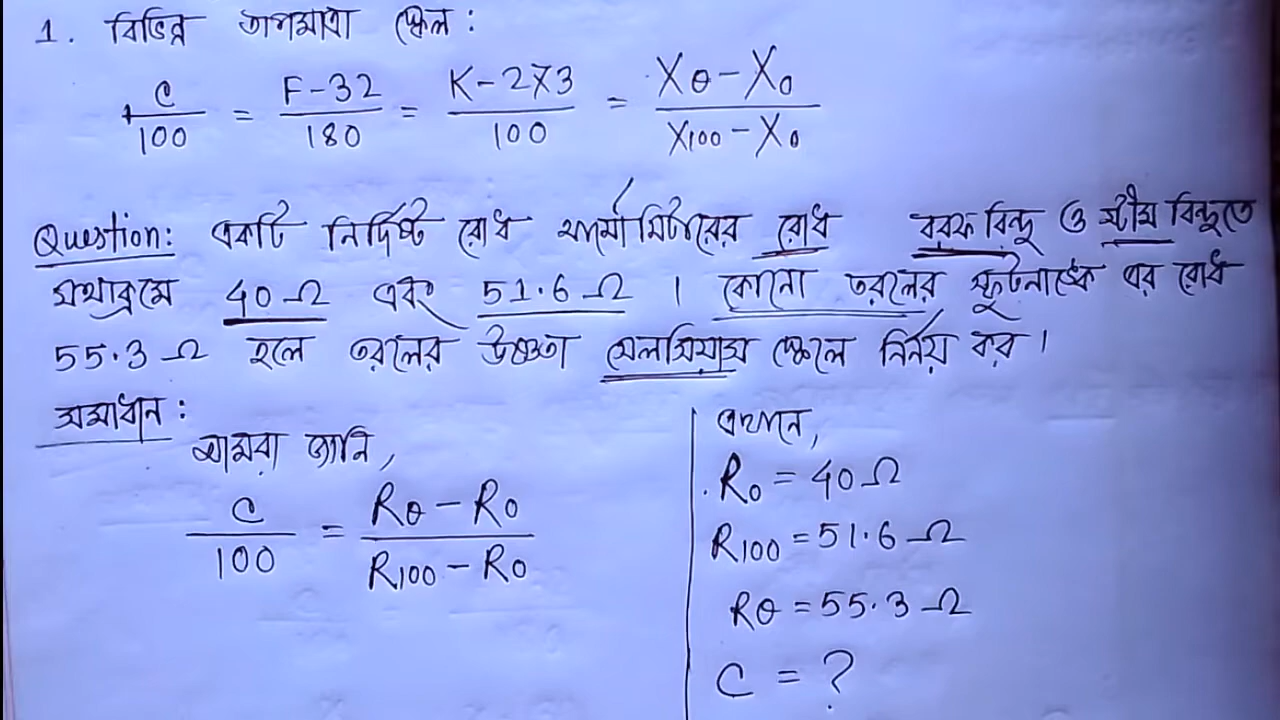 1. বিভিন্ন তাপমাত্রা স্কেল :
C/100 = F-32/180 = K-273/100 = Xθ-X0/X100-X0
Question: একটি নির্দিষ্ট রোধ থার্মোমিটারের রোধ বরফ বিন্দু ও স্টীম বিন্দুতে
যথাক্রমে 40Ω এবং 51.6Ω । কোনো তরলের স্ফুটনাঙ্কে এর রোধ
55.3Ω হলে তরলের উষ্ণতা সেলসিয়াস স্কেলে নির্নয় কর।
সমাধান :
আমরা জানি,
C/100 = Rθ-R0/R100-R0
এখানে,
R0 = 40Ω
R100 = 51.6Ω
Rθ = 55.3Ω
C = ?